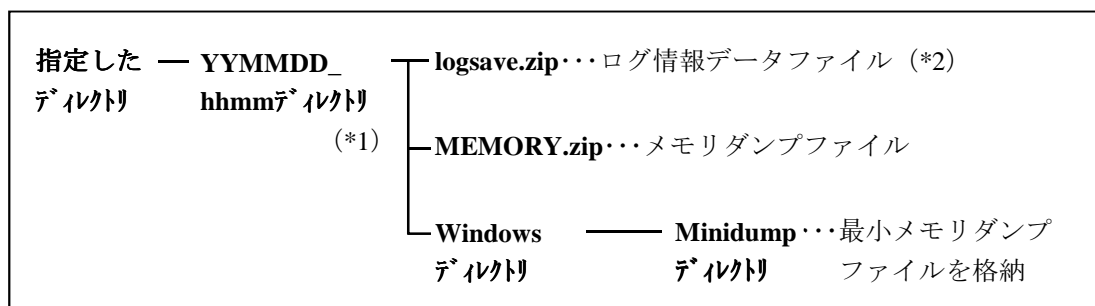 指定した ─ YYMMDD_ logsave.zip･･･ログ情報データファイル（*2）
ﾃﾞｨﾚｸﾄﾘ hhmmﾃﾞｨﾚｸﾄﾘ
（*1）
MEMORY.zip･･･メモリダンプファイル
Windows Minidump･･･最小メモリダンプ
ﾃﾞｨﾚｸﾄﾘ ﾃﾞｨﾚｸﾄﾘ ファイルを格納